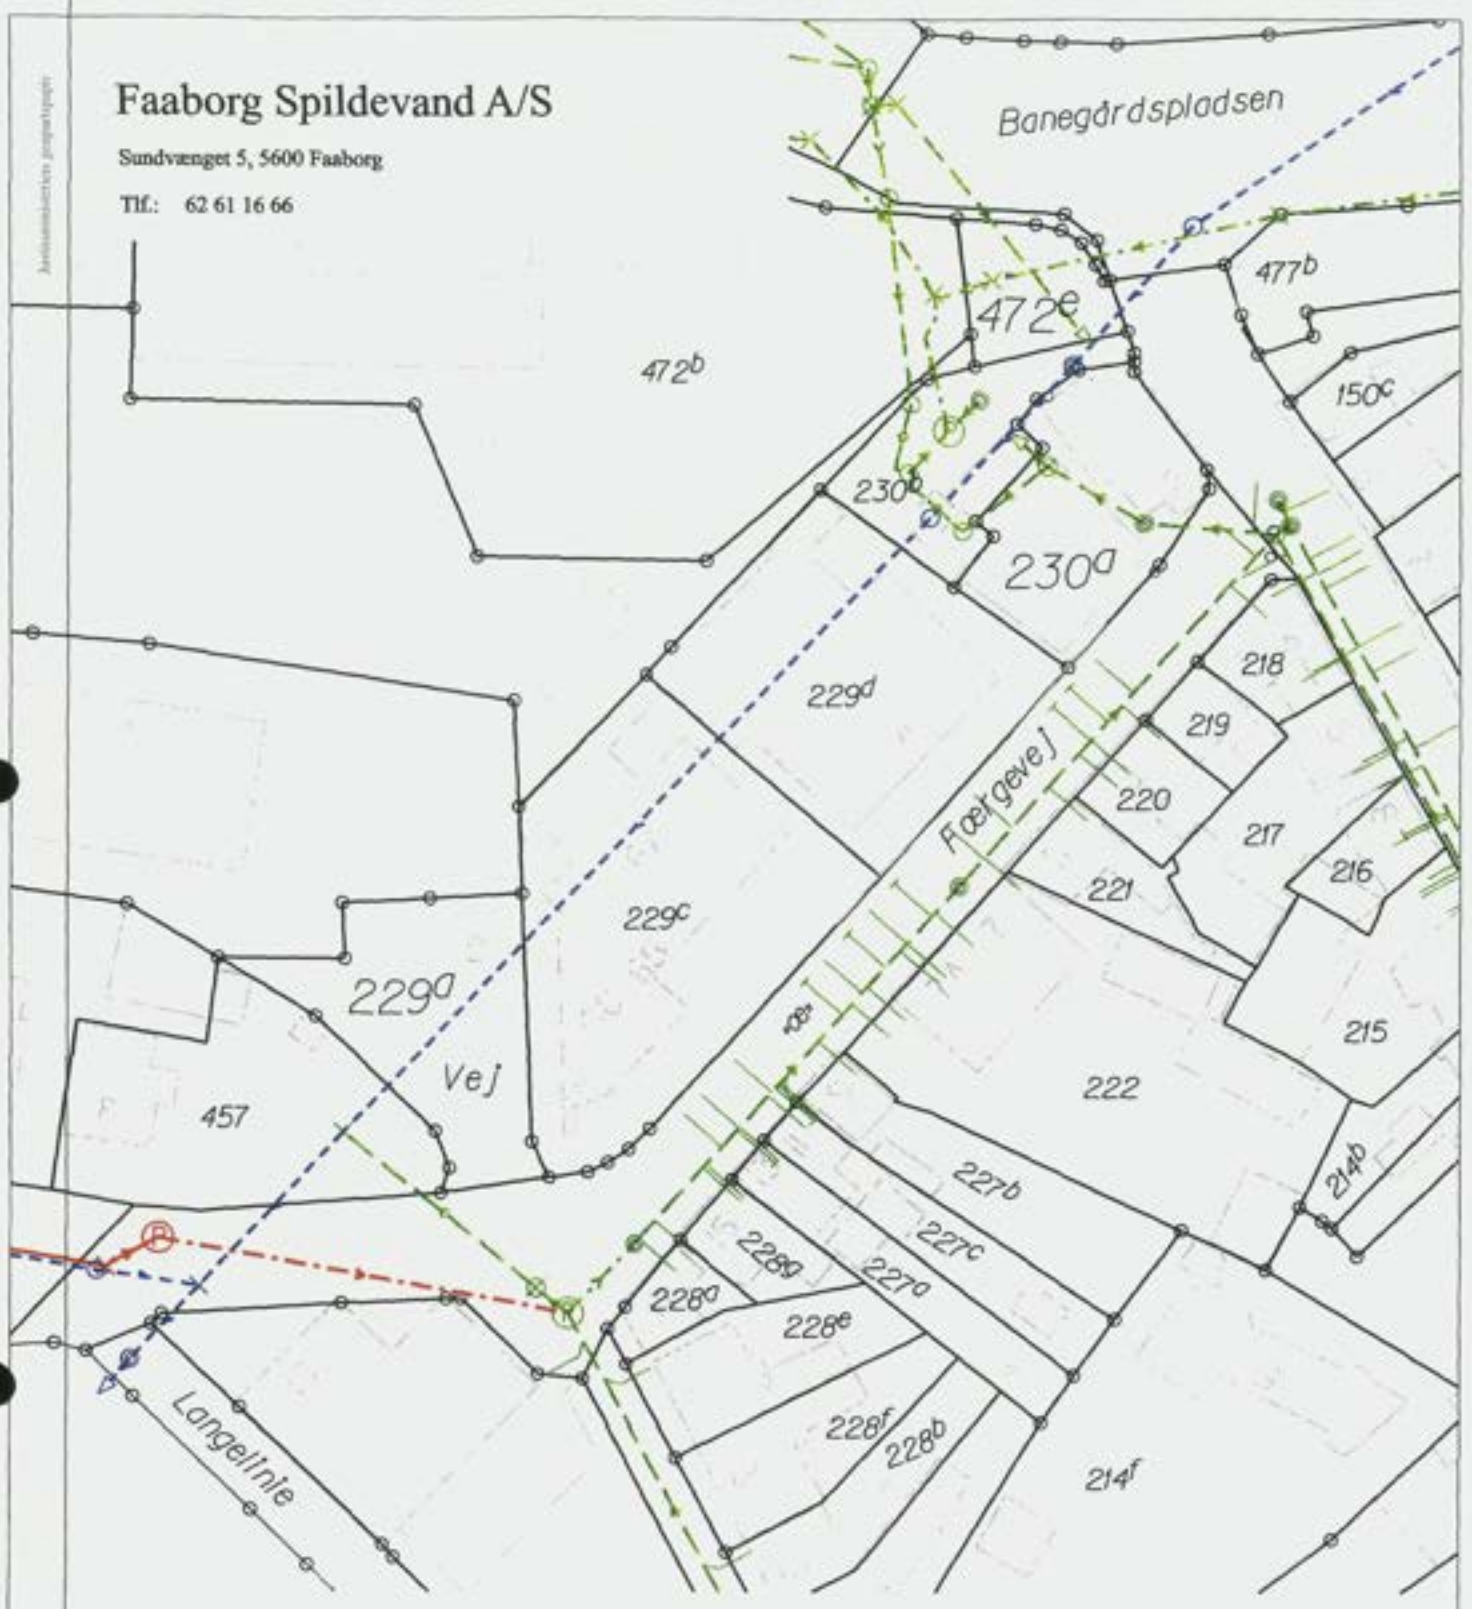 Faaborg Spildevand A/S
Sundvænget 5, 5600 Faaborg
Tlf.: 62 61 16 66
Banegårdspladsen
477b
472e
472b
150c
230b
230a
218
229d
219
220
Færgevej
217
216
221
229c
229a
215
Vej
222
457
214b
227b
227c
228g
227a
228a
228e
B
Langelinie
228f
228b
214f